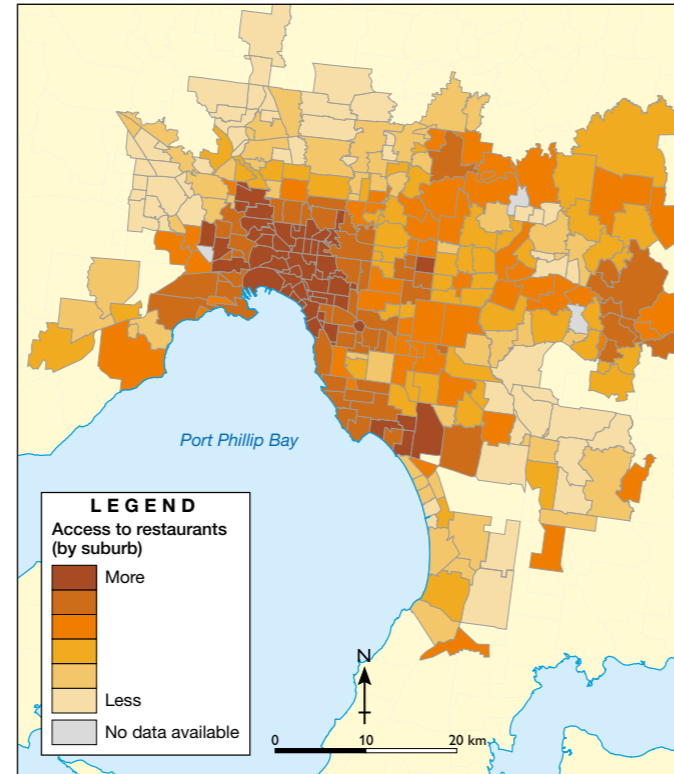 Port Phillip Bay
LEGEND
Access to restaurants
(by suburb)
More
Less
No data available
N
0 10 20 km